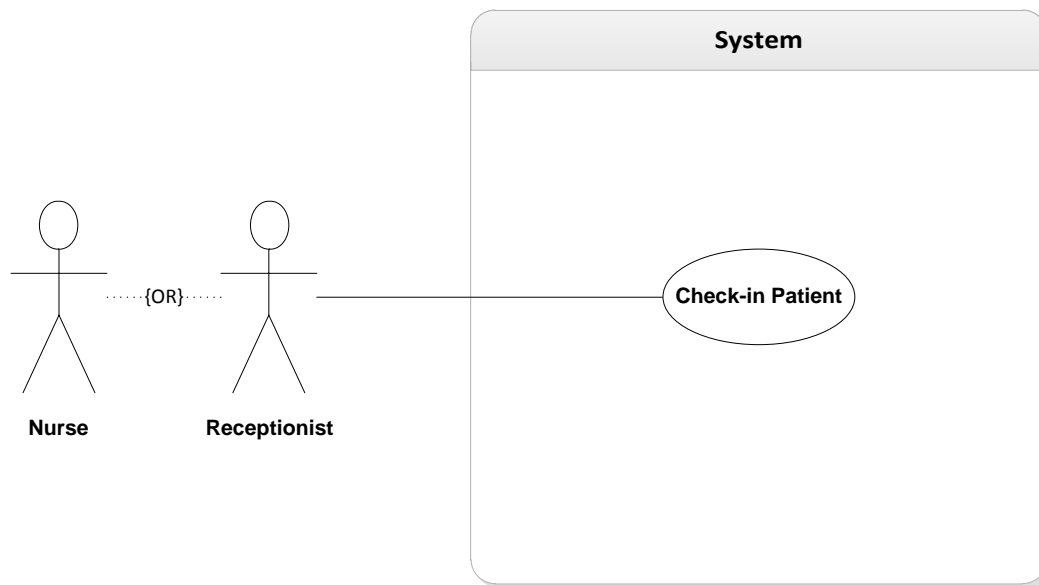 System
{OR}
Check-in Patient
Nurse
Receptionist